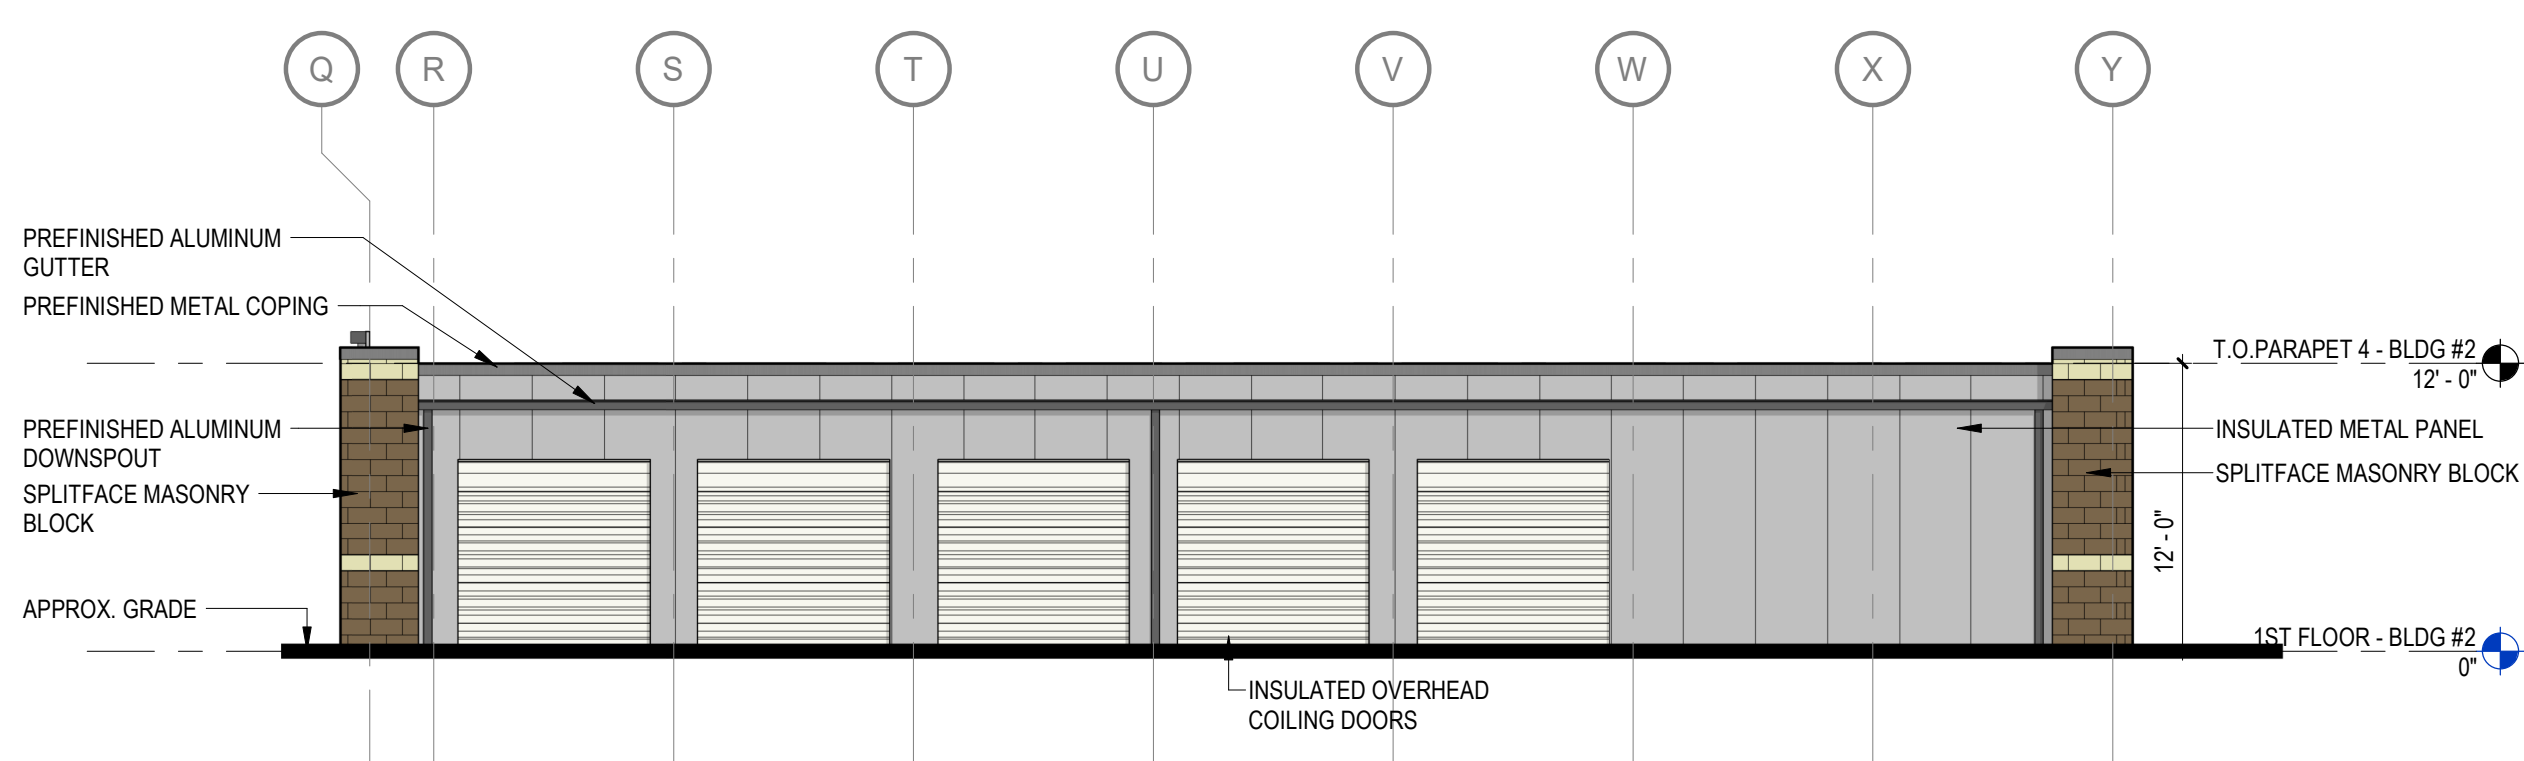 Q R S T U V W X Y
PREFINISHED ALUMINUM
GUTTER
PREFINISHED METAL COPING
PREFINISHED ALUMINUM
DOWNSPOUT
SPLITFACE MASONRY
BLOCK
APPROX. GRADE
T.O.PARAPET 4 - BLDG #2
12' - 0"
INSULATED METAL PANEL
SPLITFACE MASONRY BLOCK
12' - 0"
1ST FLOOR - BLDG #2
0"
INSULATED OVERHEAD
COILING DOORS